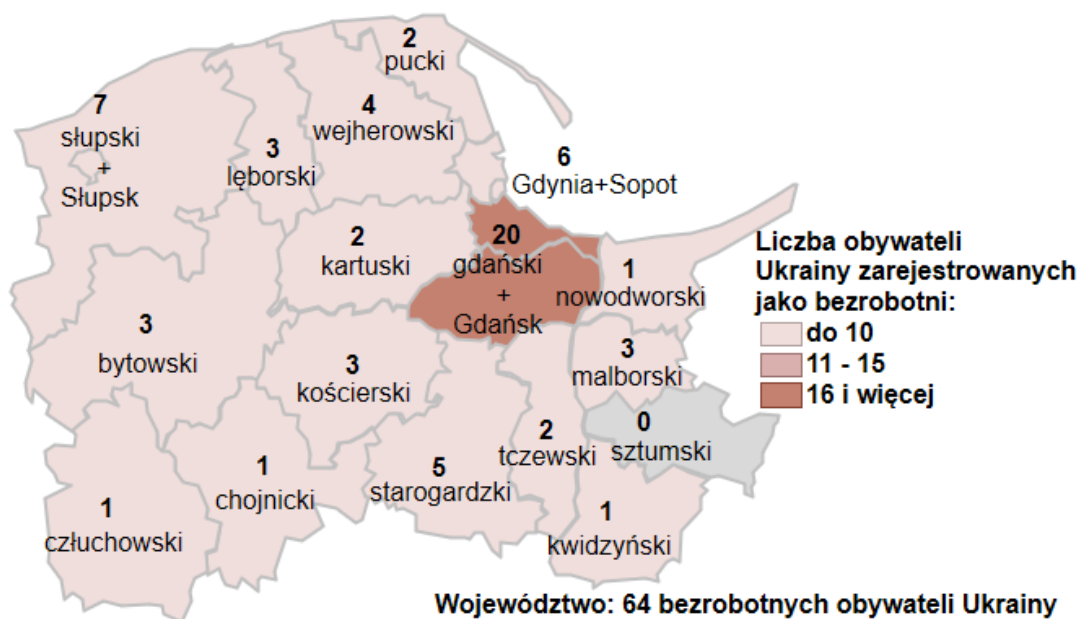 2
pucki
7
słupski
+
Słupsk
4
wejherowski
3
lęborski
6
Gdynia+Sopot
2
kartuski
20
gdański
+
Gdańsk
1
nowodworski
Liczba obywateli
Ukrainy zarejestrowanych
jako bezrobotni:
do 10
11 - 15
16 i więcej
3
bytowski
3
kościerski
3
malborski
0
sztumski
2
tczewski
5
starogardzki
1
chojnicki
1
człuchowski
1
kwidzyński
Województwo: 64 bezrobotnych obywateli Ukrainy